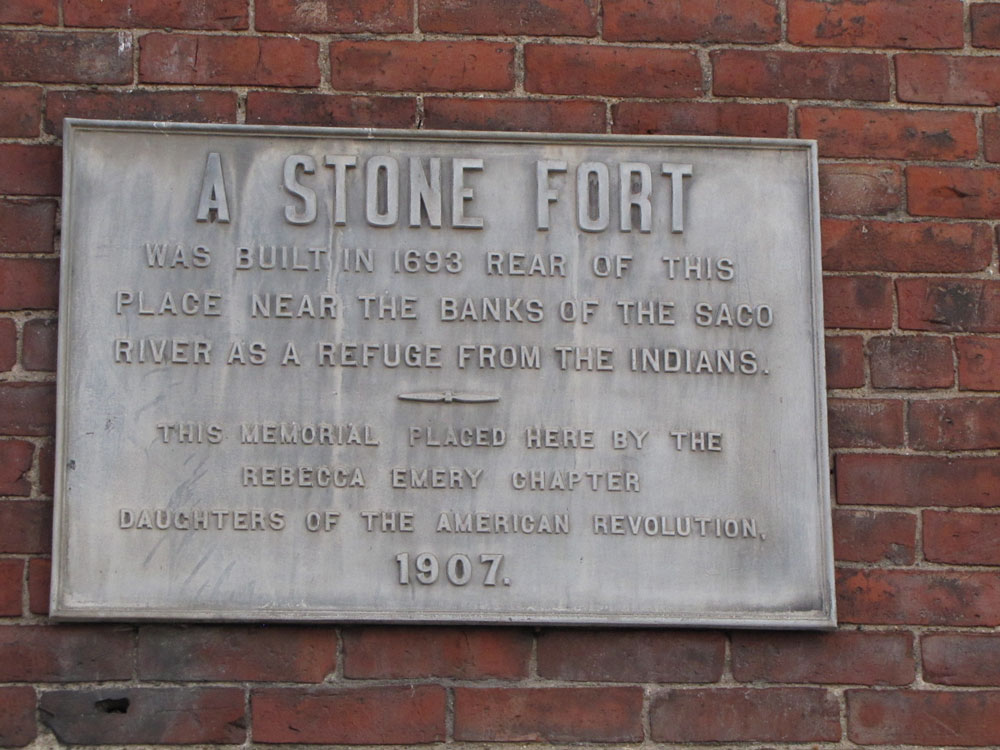 A STONE FORT
WAS BUILT IN 1693 REAR OF THIS
PLACE NEAR THE BANKS OF THE SACO
RIVER AS A REFUGE FROM THE INDIANS.
THIS MEMORIAL PLACED HERE BY THE
REBECCA EMERY CHAPTER
DAUGHTERS OF THE AMERICAN REVOLUTION,
1907.